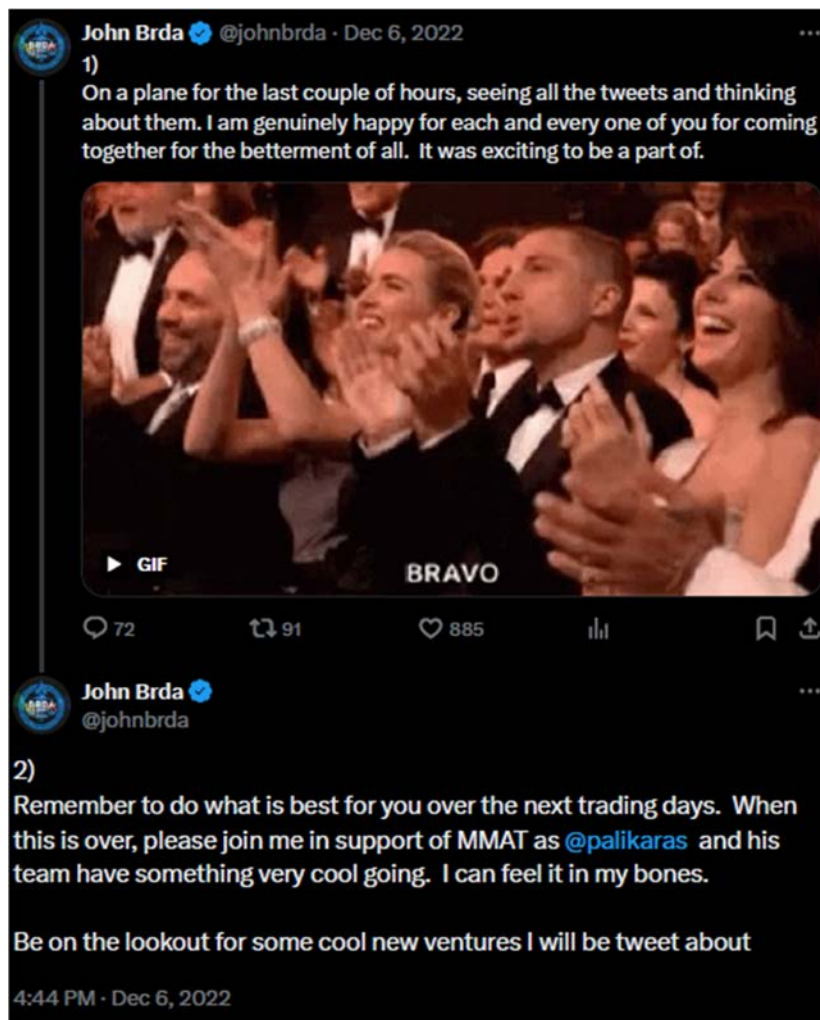 John Brda @johnbrda · Dec 6, 2022
1)
On a plane for the last couple of hours, seeing all the tweets and thinking
about them. I am genuinely happy for each and every one of you for coming
together for the betterment of all. It was exciting to be a part of.
GIF
BRAVO
72 91 885
John Brda
@johnbrda
2)
Remember to do what is best for you over the next trading days. When
this is over, please join me in support of MMAT as @palikaras and his
team have something very cool going. I can feel it in my bones.
Be on the lookout for some cool new ventures I will be tweet about
4:44 PM · Dec 6, 2022